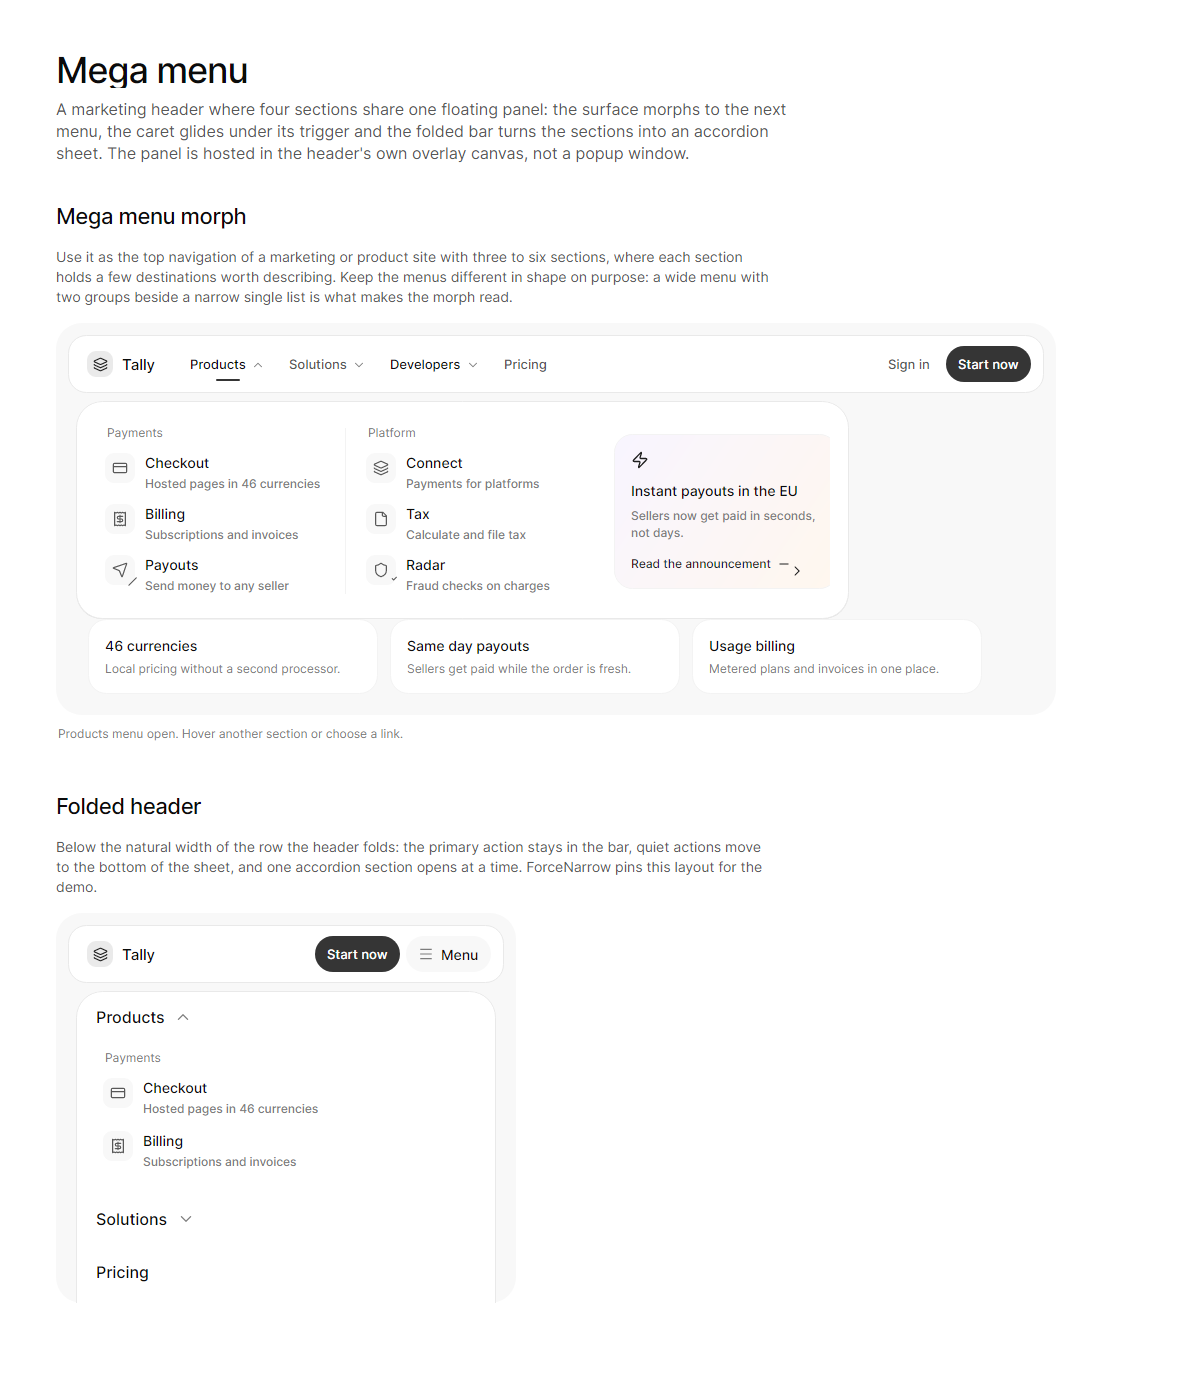 Mega menu
A marketing header where four sections share one floating panel: the surface morphs to the next
menu, the caret glides under its trigger and the folded bar turns the sections into an accordion
sheet. The panel is hosted in the header's own overlay canvas, not a popup window.
Mega menu morph
Use it as the top navigation of a marketing or product site with three to six sections, where each section
holds a few destinations worth describing. Keep the menus different in shape on purpose: a wide menu with
two groups beside a narrow single list is what makes the morph read.
Tally Products Solutions Developers Pricing Sign in Start now
Payments
Checkout
Hosted pages in 46 currencies
Billing
Subscriptions and invoices
Payouts
Send money to any seller
Platform
Connect
Payments for platforms
Tax
Calculate and file tax
Radar
Fraud checks on charges
Instant payouts in the EU
Sellers now get paid in seconds,
not days.
Read the announcement
46 currencies
Local pricing without a second processor.
Same day payouts
Sellers get paid while the order is fresh.
Usage billing
Metered plans and invoices in one place.
Products menu open. Hover another section or choose a link.
Folded header
Below the natural width of the row the header folds: the primary action stays in the bar, quiet actions move
to the bottom of the sheet, and one accordion section opens at a time. ForceNarrow pins this layout for the
demo.
Tally Start now Menu
Products
Payments
Checkout
Hosted pages in 46 currencies
Billing
Subscriptions and invoices
Solutions
Pricing